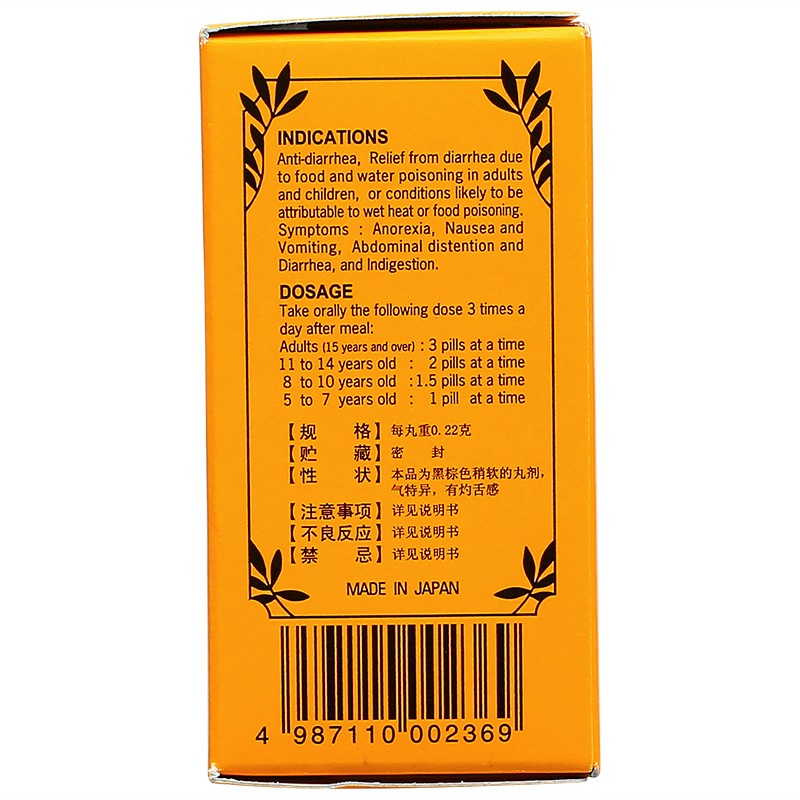 INDICATIONS
Anti-diarrhea, Relief from diarrhea due
to food and water poisoning in adults
and children, or conditions likely to be
attributable to wet heat or food poisoning.
Symptoms : Anorexia, Nausea and
Vomiting, Abdominal distention and
Diarrhea, and Indigestion.
DOSAGE
Take orally the following dose 3 times a
day after meal:
Adults (15 years and over) : 3 pills at a time
11 to 14 years old : 2 pills at a time
8 to 10 years old : 1.5 pills at a time
5 to 7 years old : 1 pill at a time
【规 格】每丸重0.22克
【贮 藏】密 封
【性 状】本品为黑棕色稍软的丸剂,
气特异,有灼舌感
【注意事项】详见说明书
【不良反应】详见说明书
【禁 忌】详见说明书
MADE IN JAPAN
4 987110 002369